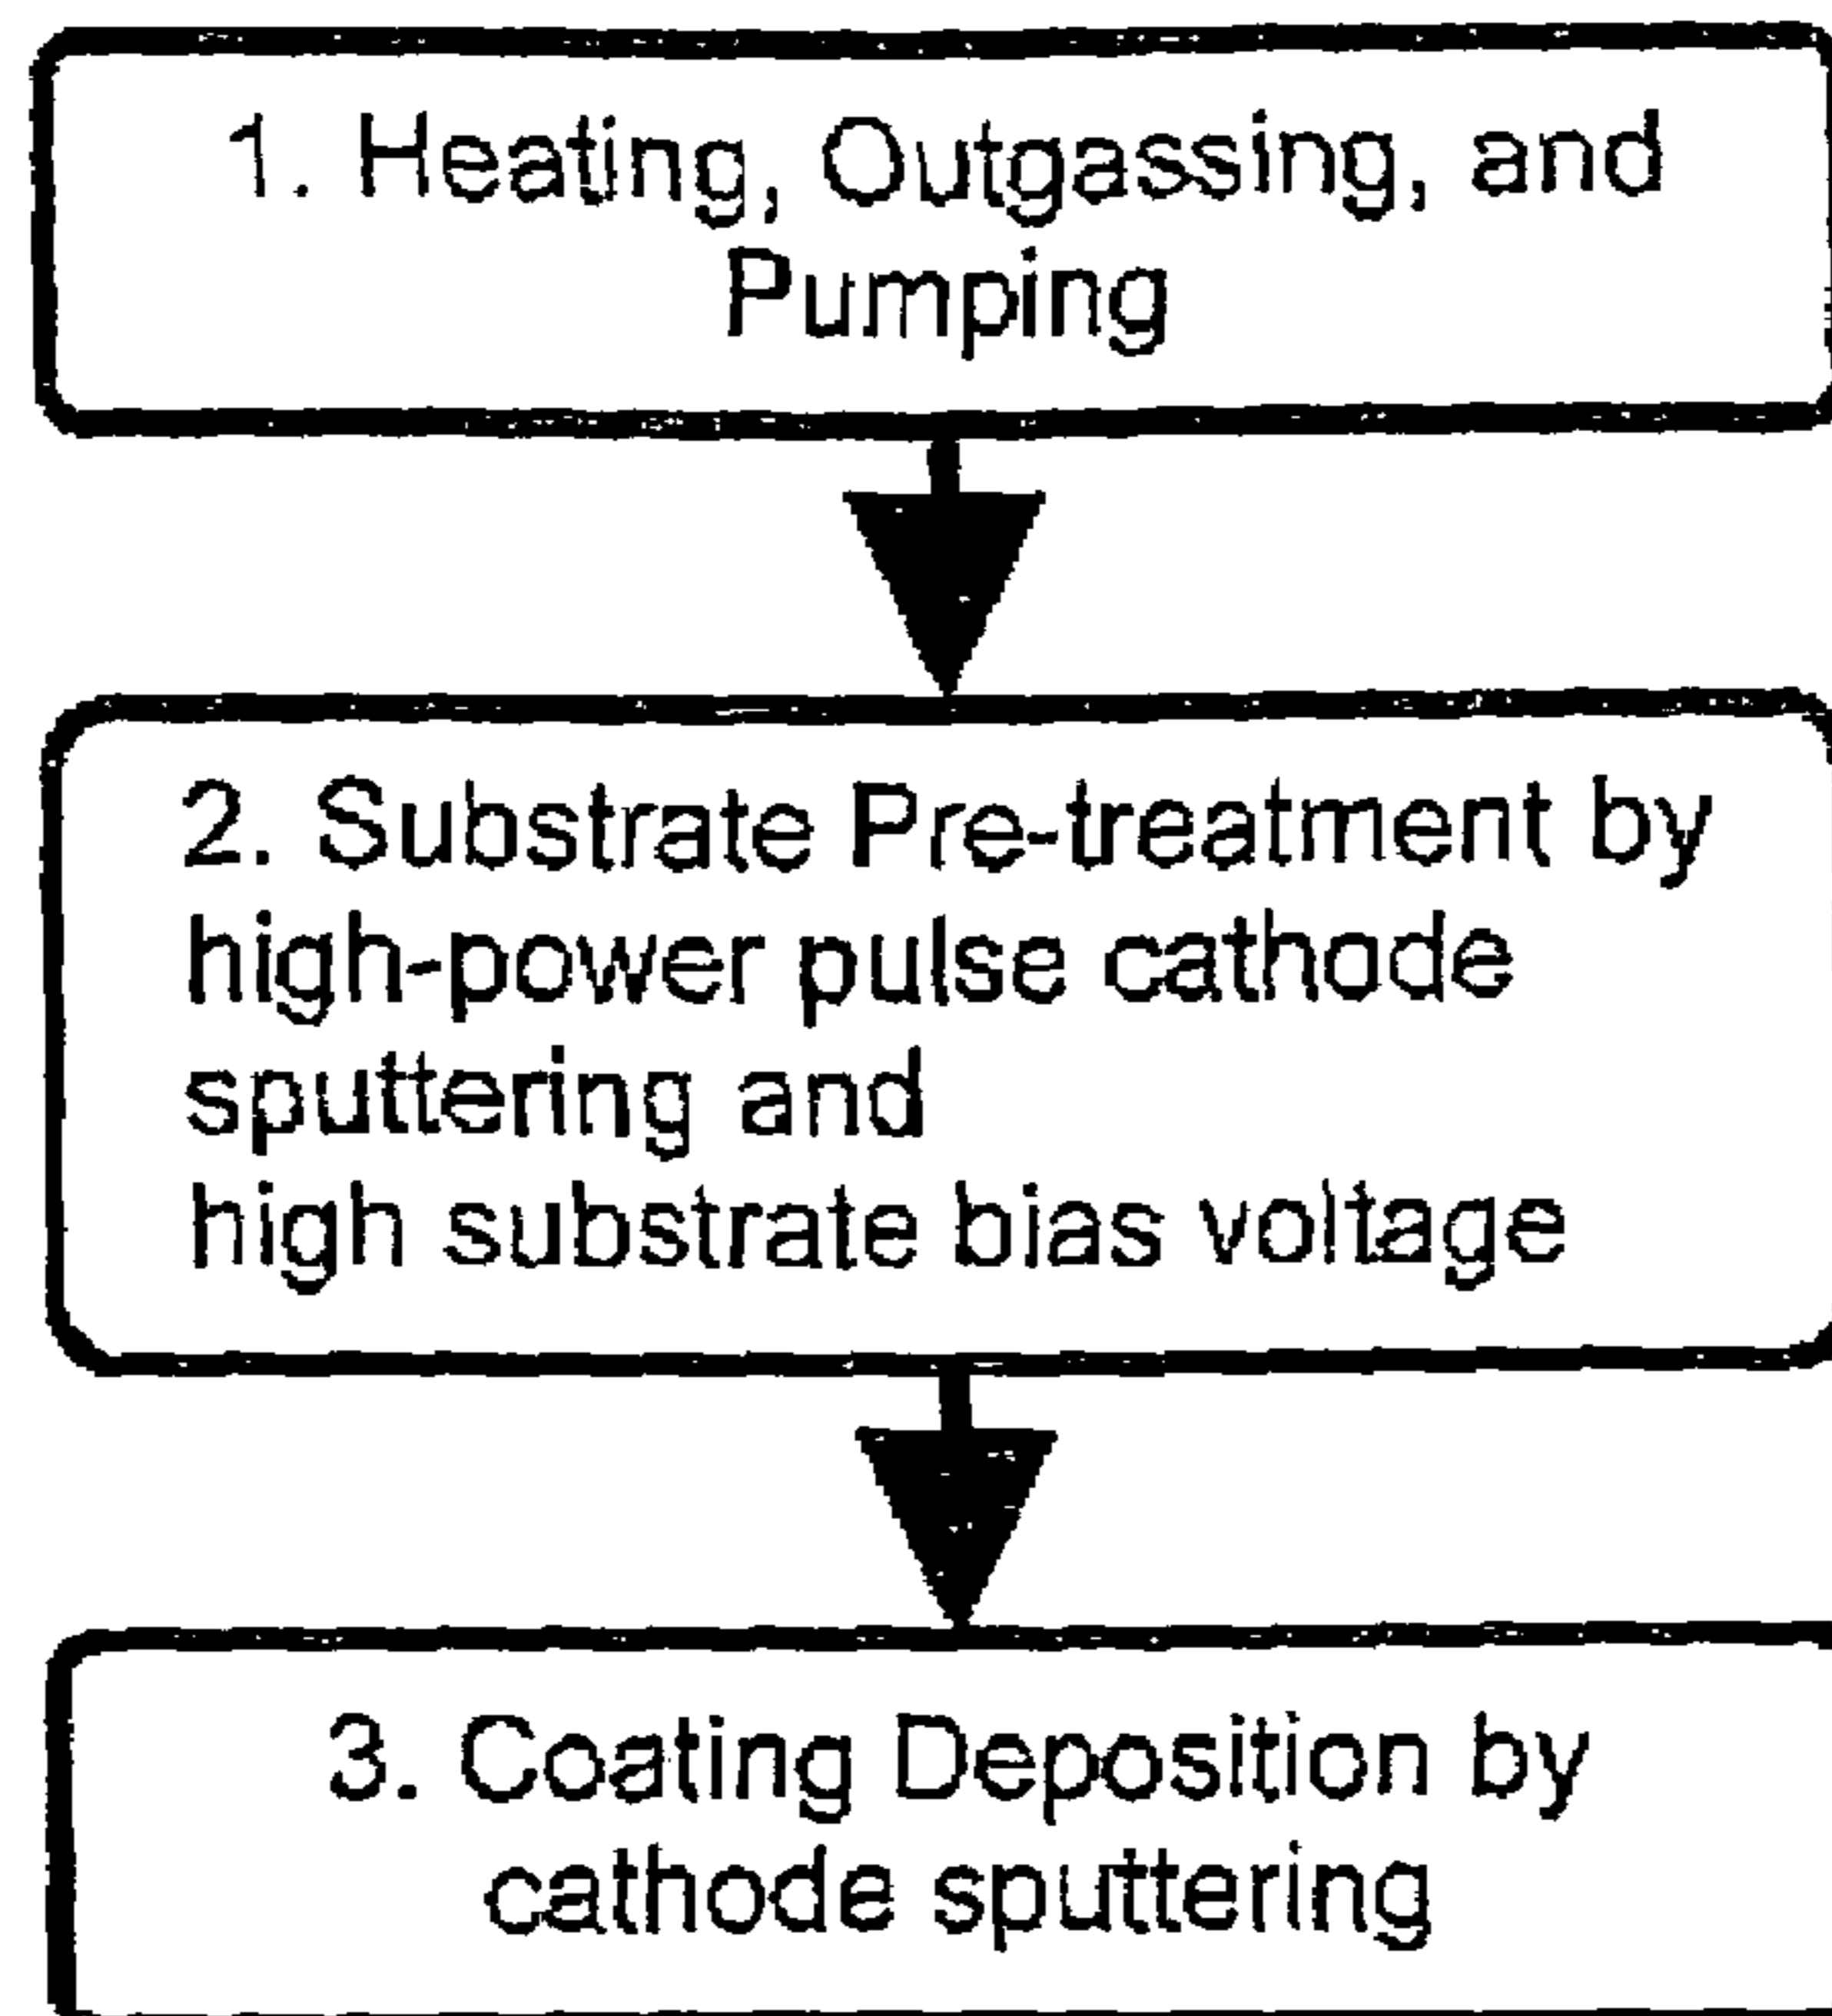 1. Heating, Outgassing, and
Pumping
2. Substrate Pre-treatment by
high-power pulse cathode
sputtering and
high substrate bias voltage
3. Coating Deposition by
cathode sputtering